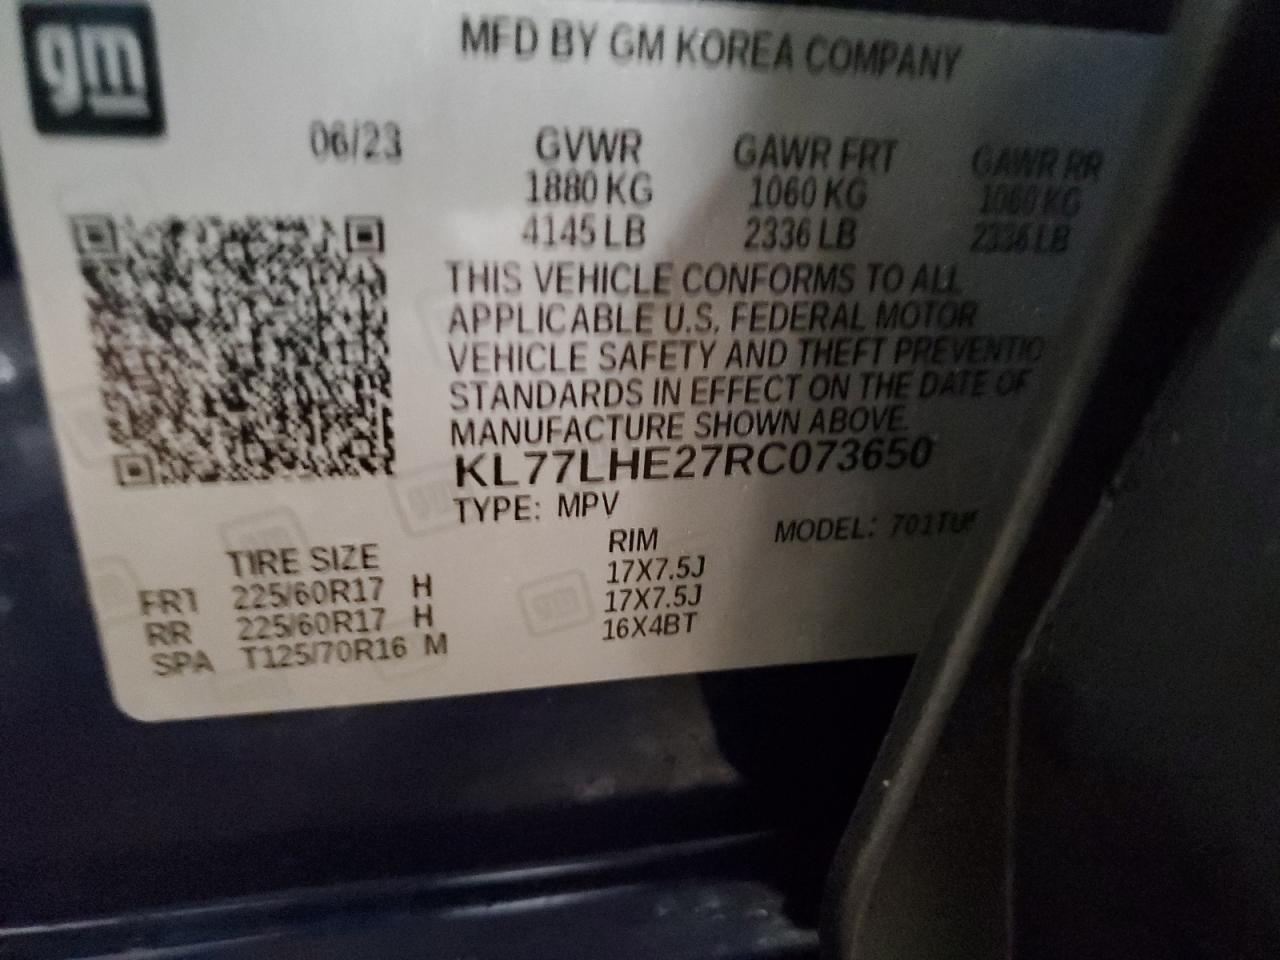 gm
MFD BY GM KOREA COMPANY
06/23 GVWR GAWR FRT GAWR RR
1880 KG 1060 KG 1060 KG
4145 LB 2336 LB 2336 LB
THIS VEHICLE CONFORMS TO ALL
APPLICABLE U.S. FEDERAL MOTOR
VEHICLE SAFETY AND THEFT PREVENTIO
STANDARDS IN EFFECT ON THE DATE OF
MANUFACTURE SHOWN ABOVE.
KL77LHE27RC073650
TYPE: MPV MODEL:
TIRE SIZE RIM
FRT 225/60R17 H 17X7.5J
RR 225/60R17 H 17X7.5J
SPA T125/70R16 M 16X4BT